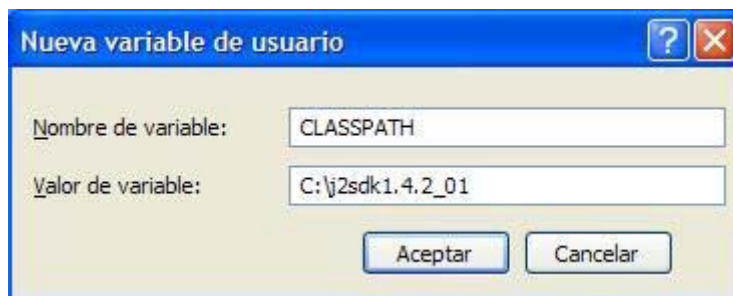 Nueva variable de usuario
Nombre de variable: CLASSPATH
Valor de variable: C:\j2sdk1.4.2_01
Aceptar Cancelar